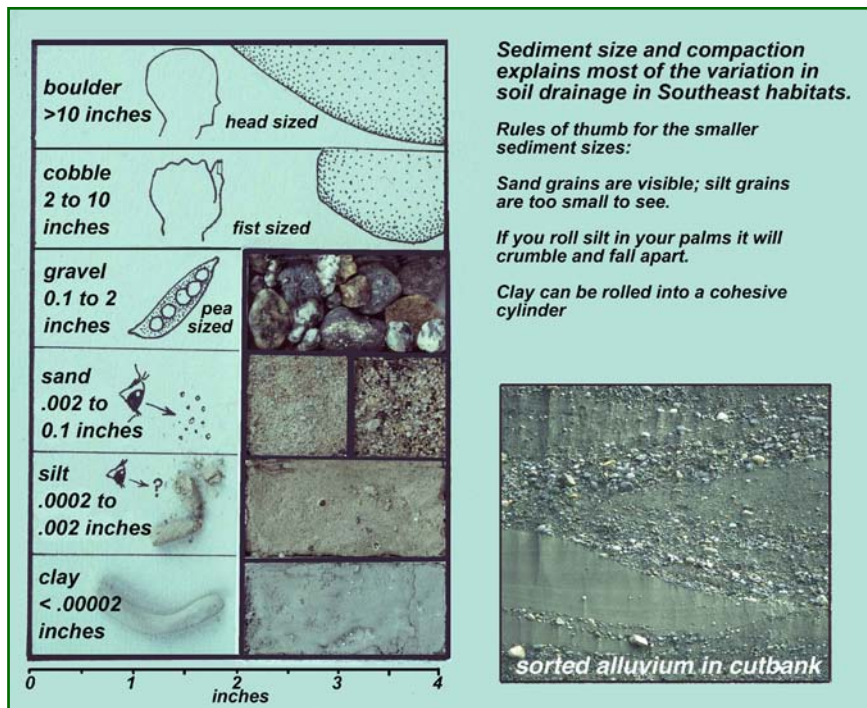 boulder
>10 inches
head sized
cobble
2 to 10
inches
fist sized
gravel
0.1 to 2
inches
pea
sized
sand
.002 to
0.1 inches
silt
?
.0002 to
.002 inches
clay
< .00002
inches
0 1 2 3 4
inches
Sediment size and compaction
explains most of the variation in
soil drainage in Southeast habitats.
Rules of thumb for the smaller
sediment sizes:
Sand grains are visible; silt grains
are too small to see.
If you roll silt in your palms it will
crumble and fall apart.
Clay can be rolled into a cohesive
cylinder
sorted alluvium in cutbank